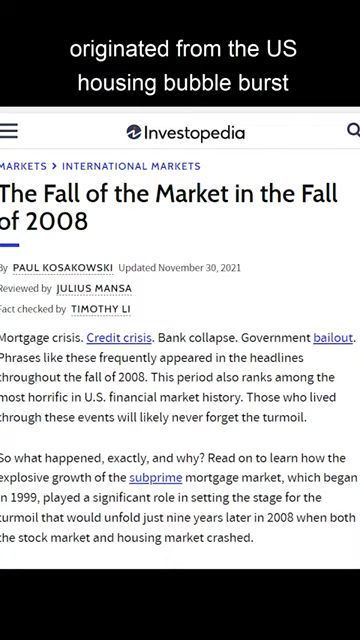 originated from the US
housing bubble burst
Investopedia
MARKETS > INTERNATIONAL MARKETS
The Fall of the Market in the Fall
of 2008
By PAUL KOSAKOWSKI Updated November 30, 2021
Reviewed by JULIUS MANSA
Fact checked by TIMOTHY LI
Mortgage crisis. Credit crisis. Bank collapse. Government bailout.
Phrases like these frequently appeared in the headlines
throughout the fall of 2008. This period also ranks among the
most horrific in U.S. financial market history. Those who lived
through these events will likely never forget the turmoil.
So what happened, exactly, and why? Read on to learn how the
explosive growth of the subprime mortgage market, which began
in 1999, played a significant role in setting the stage for the
turmoil that would unfold just nine years later in 2008 when both
the stock market and housing market crashed.